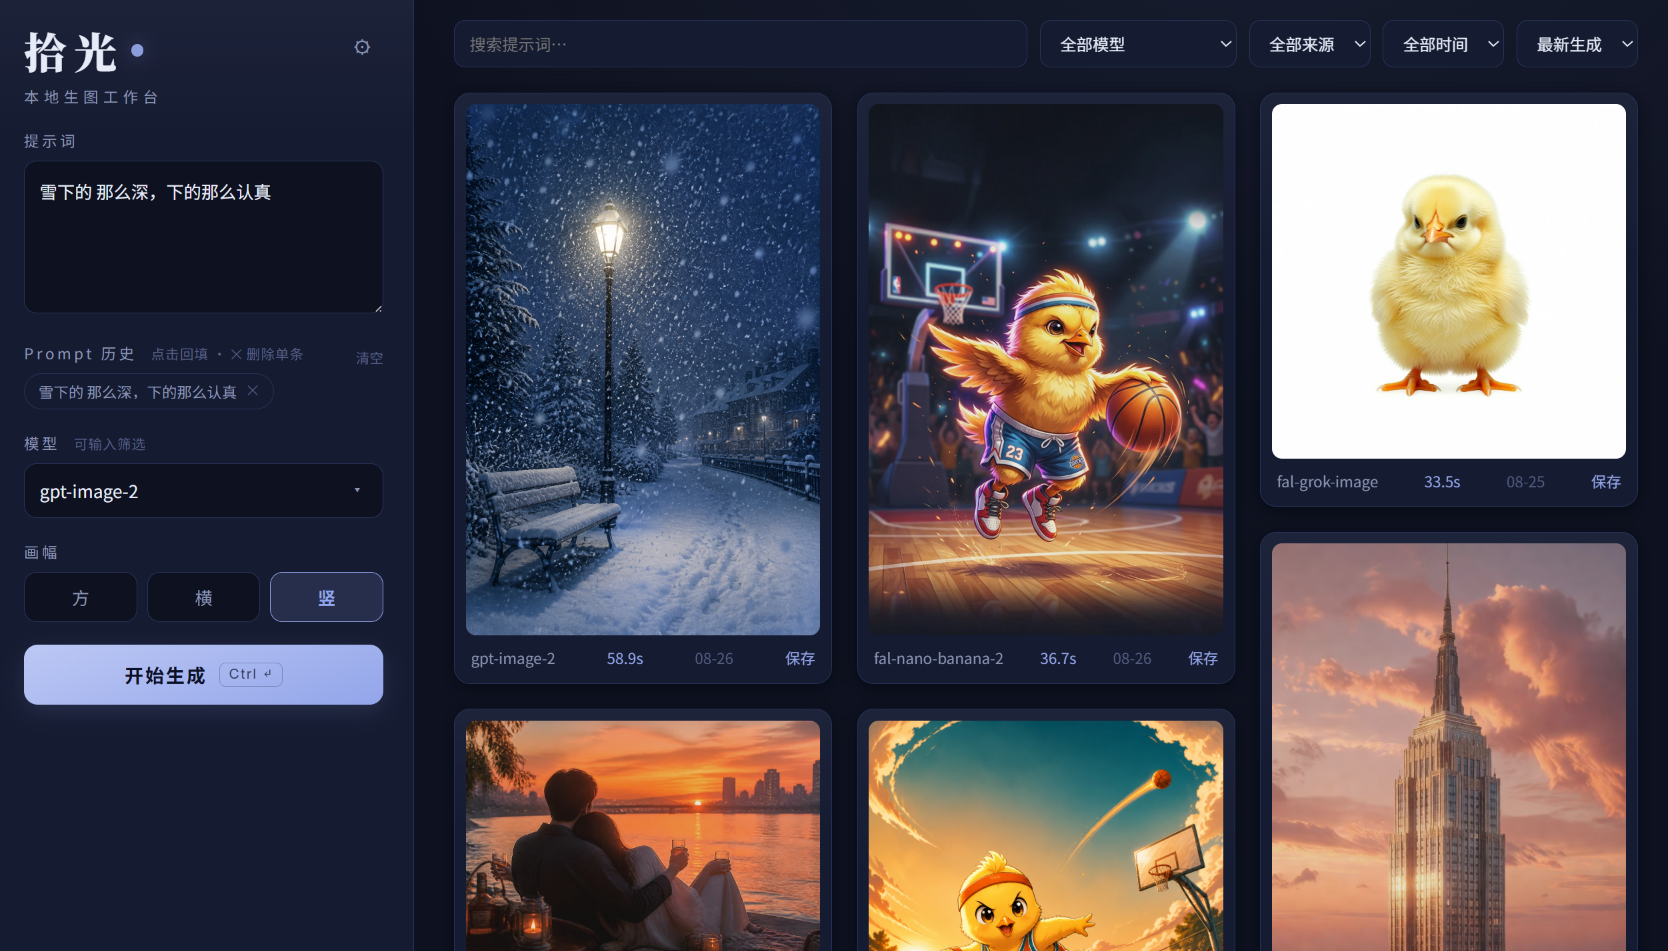 拾光
本地生图工作台
提示词
雪下的 那么深，下的那么认真
Prompt 历史 点击回填 · × 删除单条 清空
雪下的 那么深，下的那么认真 ×
模型 可输入筛选
gpt-image-2
画幅
方 横 竖
开始生成 Ctrl ↵
搜索提示词… 全部模型 全部来源 全部时间 最新生成
gpt-image-2 58.9s 08-26 保存
23
fal-nano-banana-2 36.7s 08-26 保存
fal-grok-image 33.5s 08-25 保存